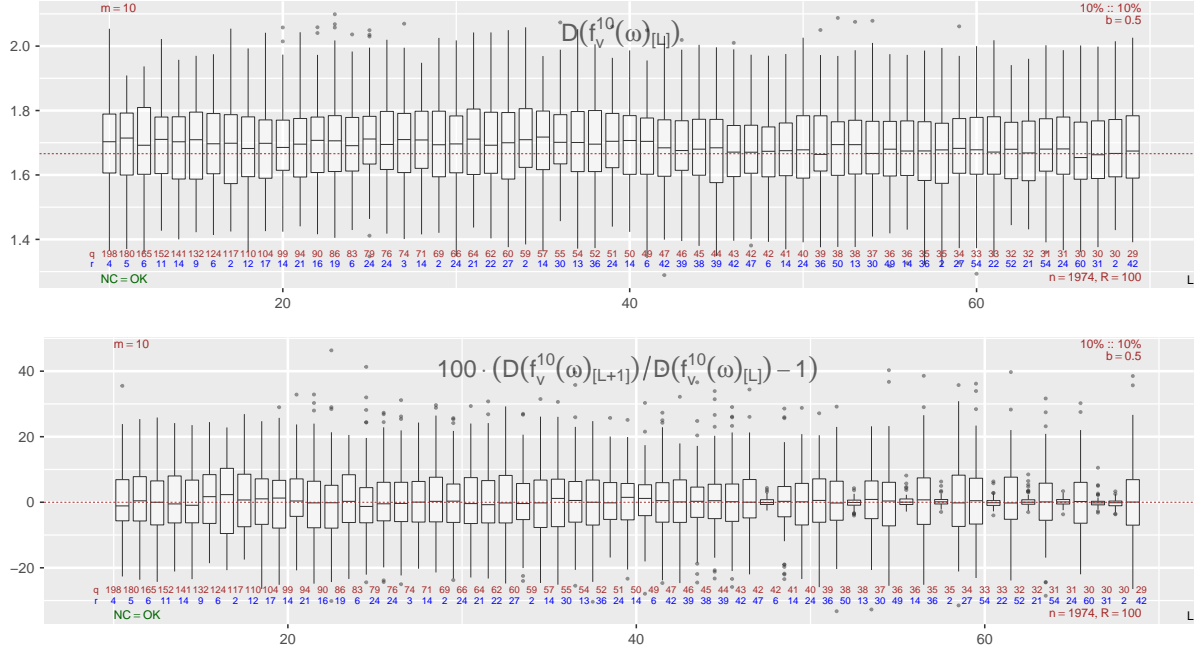 m = 10
D(f_v^10(ω)_[L])
10% :: 10%
b = 0.5
2.0
1.8
1.6
1.4
q 198 180 165 152 141 132 124 117 110 104 99 94 90 86 83 79 76 74 71 69 66 64 62 60 59 57 55 54 52 51 50 49 47 46 45 44 43 42 42 41 40 39 38 38 37 36 36 35 35 34 33 33 32 32 31 31 30 30 30 29
r 4 5 6 11 14 9 6 2 12 17 14 21 16 19 6 24 24 3 14 2 24 21 22 27 2 14 30 13 36 24 14 6 42 39 38 39 42 47 6 14 24 36 50 13 30 49 14 36 2 27 54 22 52 21 54 24 60 31 2 42
NC = OK
n = 1974, R = 100
L
20 40 60
m = 10
100 · (D(f_v^10(ω)_[L+1])/D(f_v^10(ω)_[L]) − 1)
10% :: 10%
b = 0.5
40
20
0
−20
q 198 180 165 152 141 132 124 117 110 104 99 94 90 86 83 79 76 74 71 69 66 64 62 60 59 57 55 54 52 51 50 49 47 46 45 44 43 42 42 41 40 39 38 38 37 36 36 35 35 34 33 33 32 32 31 31 30 30 30 29
r 4 5 6 11 14 9 6 2 12 17 14 21 16 19 6 24 24 3 14 2 24 21 22 27 2 14 30 13 36 24 14 6 42 39 38 39 42 47 6 14 24 36 50 13 30 49 14 36 2 27 54 22 52 21 54 24 60 31 2 42
NC = OK
n = 1974, R = 100
L
20 40 60